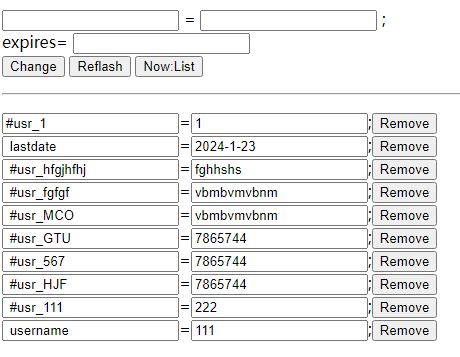 = ;
expires=
Change Reflash Now:List
#usr_1=1;Remove
lastdate=2024-1-23;Remove
#usr_hfgjhfhj=fghhshs;Remove
#usr_fgfgf=vbmbvmvbnm;Remove
#usr_MCO=vbmbvmvbnm;Remove
#usr_GTU=7865744;Remove
#usr_567=7865744;Remove
#usr_HJF=7865744;Remove
#usr_111=222;Remove
username=111;Remove